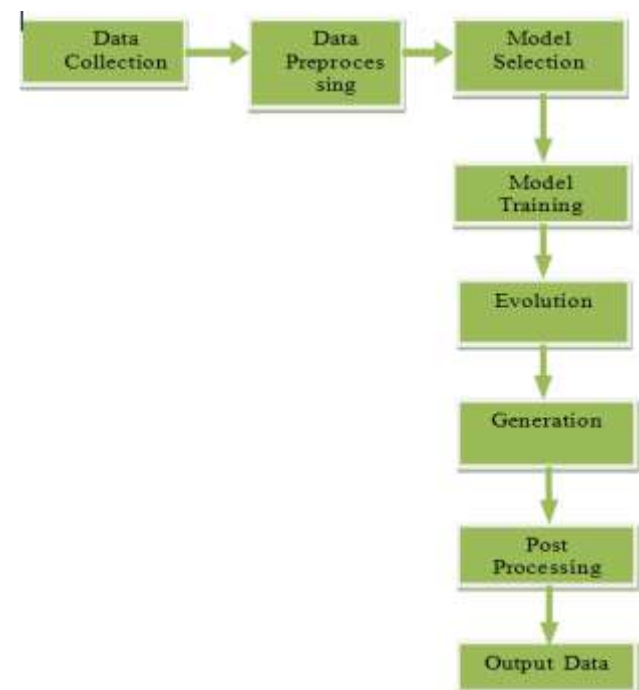 Data
Collection
Data
Preproces
sing
Model
Selection
Model
Training
Evolution
Generation
Post
Processing
Output Data